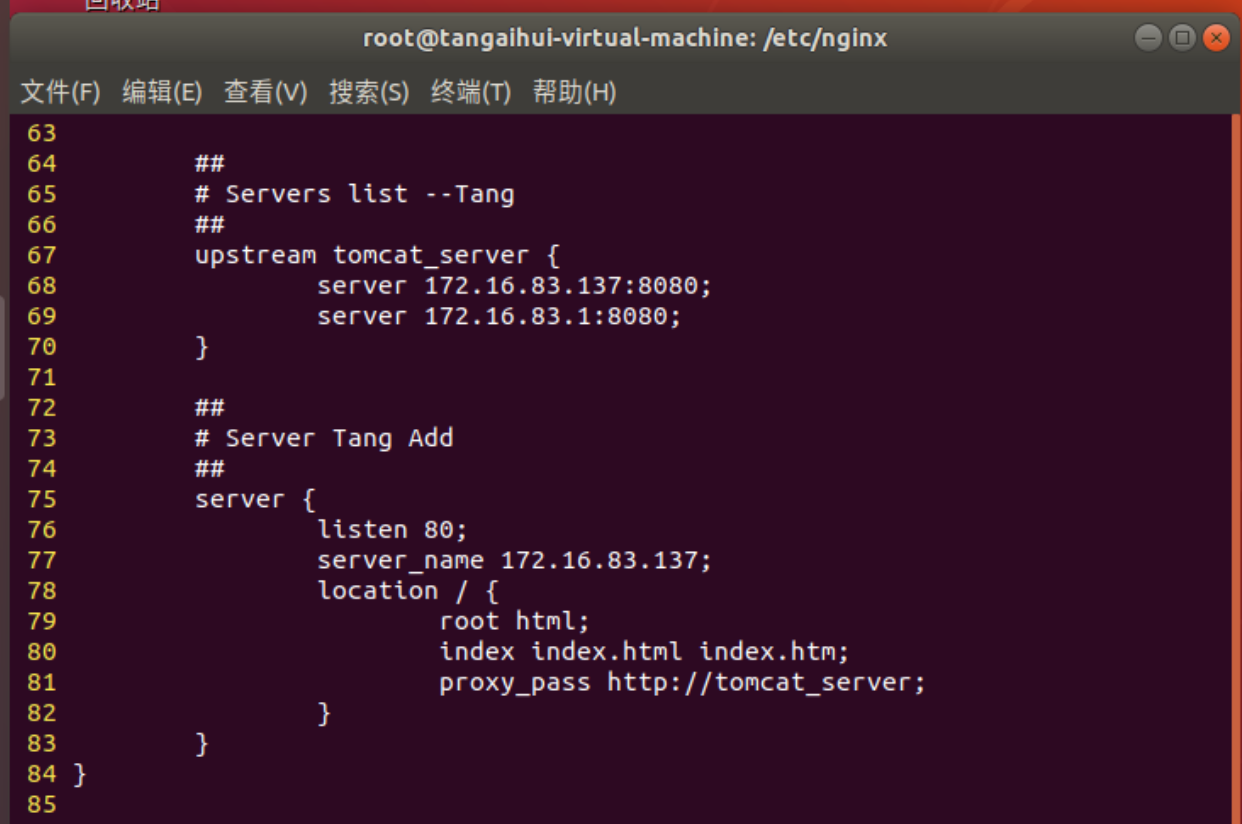 回收站
root@tangaihui-virtual-machine: /etc/nginx
文件(F) 编辑(E) 查看(V) 搜索(S) 终端(T) 帮助(H)
63
64 ##
65 # Servers list --Tang
66 ##
67 upstream tomcat_server {
68 server 172.16.83.137:8080;
69 server 172.16.83.1:8080;
70 }
71
72 ##
73 # Server Tang Add
74 ##
75 server {
76 listen 80;
77 server_name 172.16.83.137;
78 location / {
79 root html;
80 index index.html index.htm;
81 proxy_pass http://tomcat_server;
82 }
83 }
84 }
85